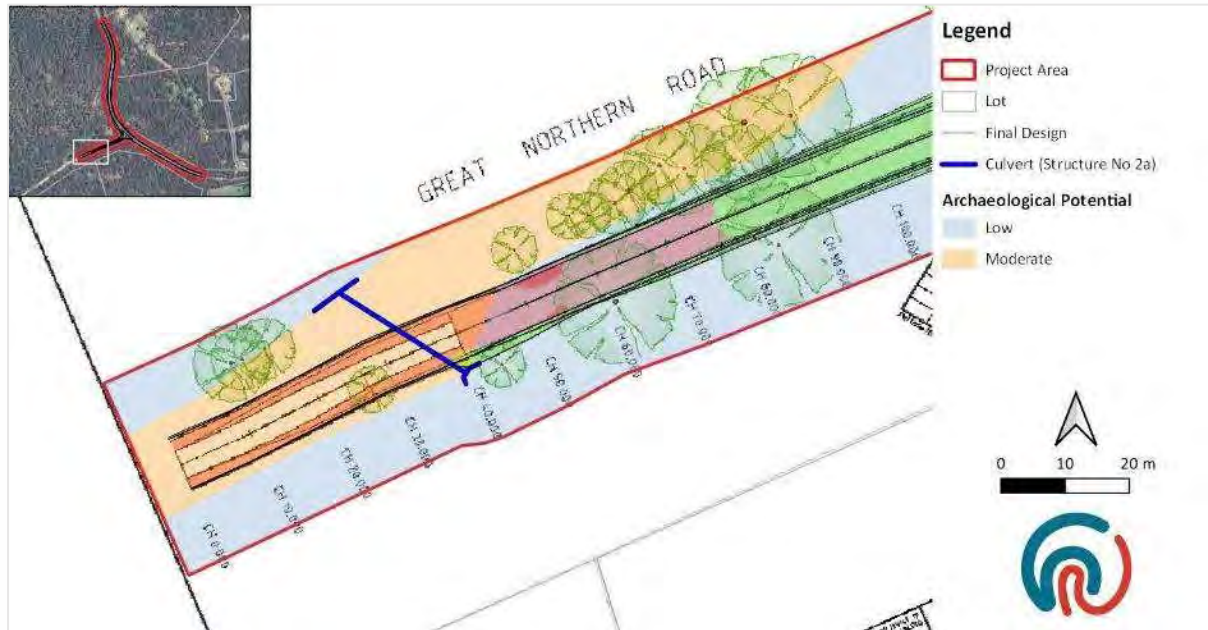 GREAT NORTHERN ROAD
CH 0.000
CH 10.000
CH 20.000
CH 30.000
CH 40.000
CH 50.000
CH 60.000
CH 70.000
CH 80.000
CH 90.000
CH 100.000
Legend
Project Area
Lot
Final Design
Culvert (Structure No 2a)
Archaeological Potential
Low
Moderate
0 10 20 m